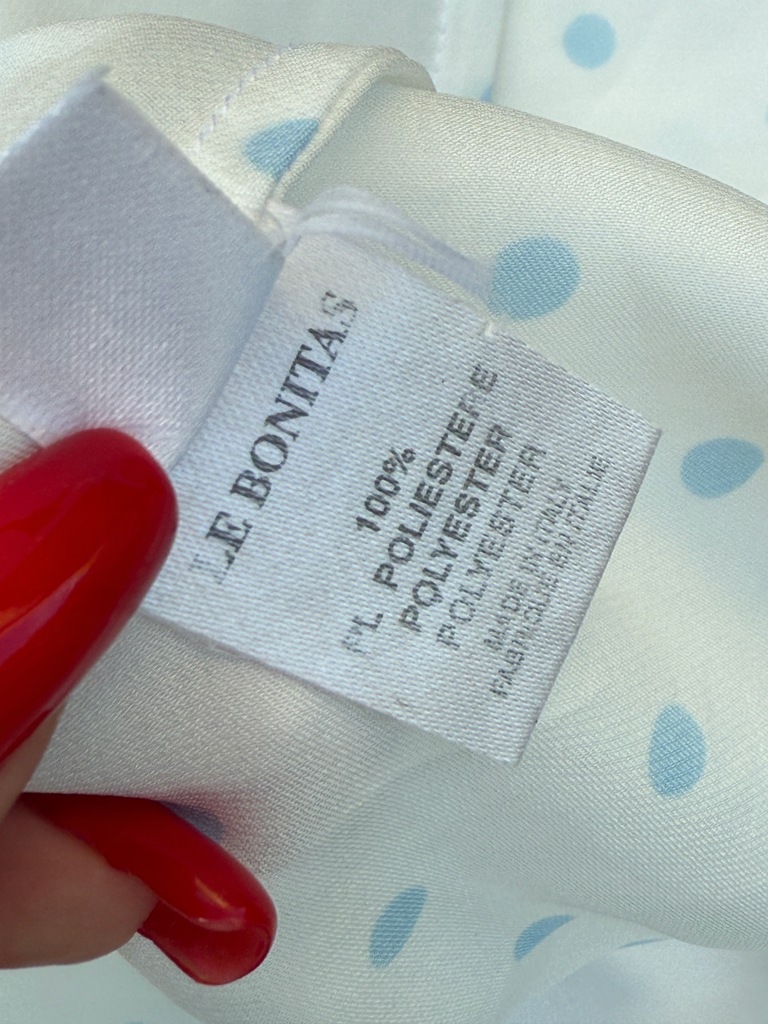 LE BONITAS
100%
PL POLIESTERE
POLYESTER
POLYESTER
MADE IN ITALY
FABRIQUE EN ITALIE